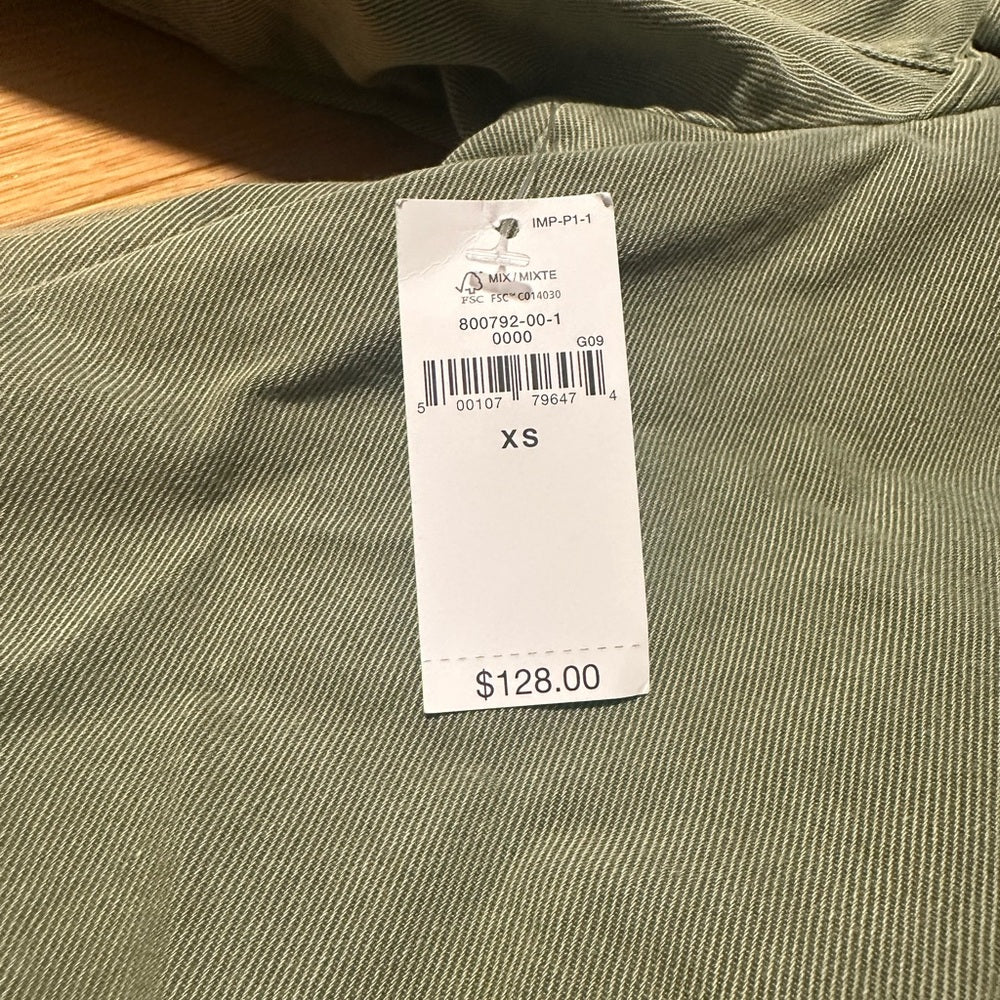 IMP-P1-1
MIX/MIXTE
FSC FSC™ C014030
800792-00-1
0000
G09
5 00107 79647 4
XS
$128.00